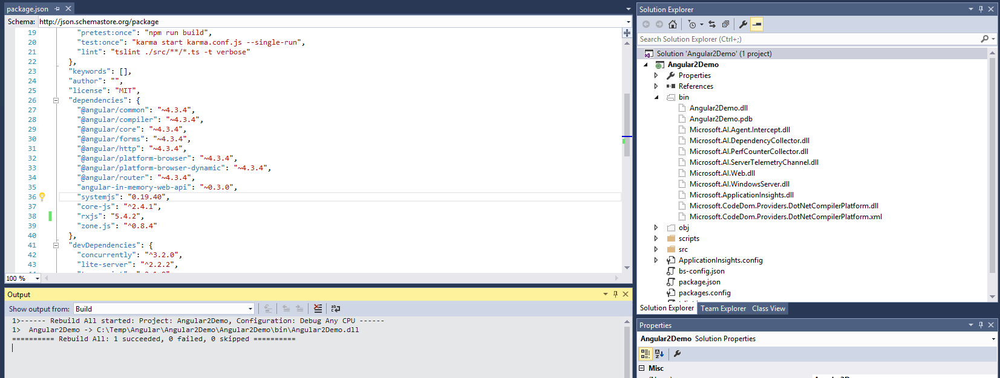 package.json
Schema: http://json.schemastore.org/package
19 "pretest:once": "npm run build",
20 "test:once": "karma start karma.conf.js --single-run",
21 "lint": "tslint ./src/**/*.ts -t verbose"
22 },
23 "keywords": [],
24 "author": "",
25 "license": "MIT",
26 "dependencies": {
27 "@angular/common": "~4.3.4",
28 "@angular/compiler": "~4.3.4",
29 "@angular/core": "~4.3.4",
30 "@angular/forms": "~4.3.4",
31 "@angular/http": "~4.3.4",
32 "@angular/platform-browser": "~4.3.4",
33 "@angular/platform-browser-dynamic": "~4.3.4",
34 "@angular/router": "~4.3.4",
35 "angular-in-memory-web-api": "~0.3.0",
36 "systemjs": "0.19.40",
37 "core-js": "^2.4.1",
38 "rxjs": "5.4.2",
39 "zone.js": "^0.8.4"
40 },
41 "devDependencies": {
42 "concurrently": "^3.2.0",
43 "lite-server": "^2.2.2",
100 %
Output
Show output from: Build
1>------ Rebuild All started: Project: Angular2Demo, Configuration: Debug Any CPU ------
1> Angular2Demo -> C:\Temp\Angular\Angular2Demo\Angular2Demo\bin\Angular2Demo.dll
========== Rebuild All: 1 succeeded, 0 failed, 0 skipped ==========
Solution Explorer
Search Solution Explorer (Ctrl+;)
Solution 'Angular2Demo' (1 project)
Angular2Demo
Properties
References
bin
Angular2Demo.dll
Angular2Demo.pdb
Microsoft.AI.Agent.Intercept.dll
Microsoft.AI.DependencyCollector.dll
Microsoft.AI.PerfCounterCollector.dll
Microsoft.AI.ServerTelemetryChannel.dll
Microsoft.AI.Web.dll
Microsoft.AI.WindowsServer.dll
Microsoft.ApplicationInsights.dll
Microsoft.CodeDom.Providers.DotNetCompilerPlatform.dll
Microsoft.CodeDom.Providers.DotNetCompilerPlatform.xml
obj
scripts
src
ApplicationInsights.config
bs-config.json
package.json
packages.config
Solution Explorer Team Explorer Class View
Properties
Angular2Demo Solution Properties
Misc